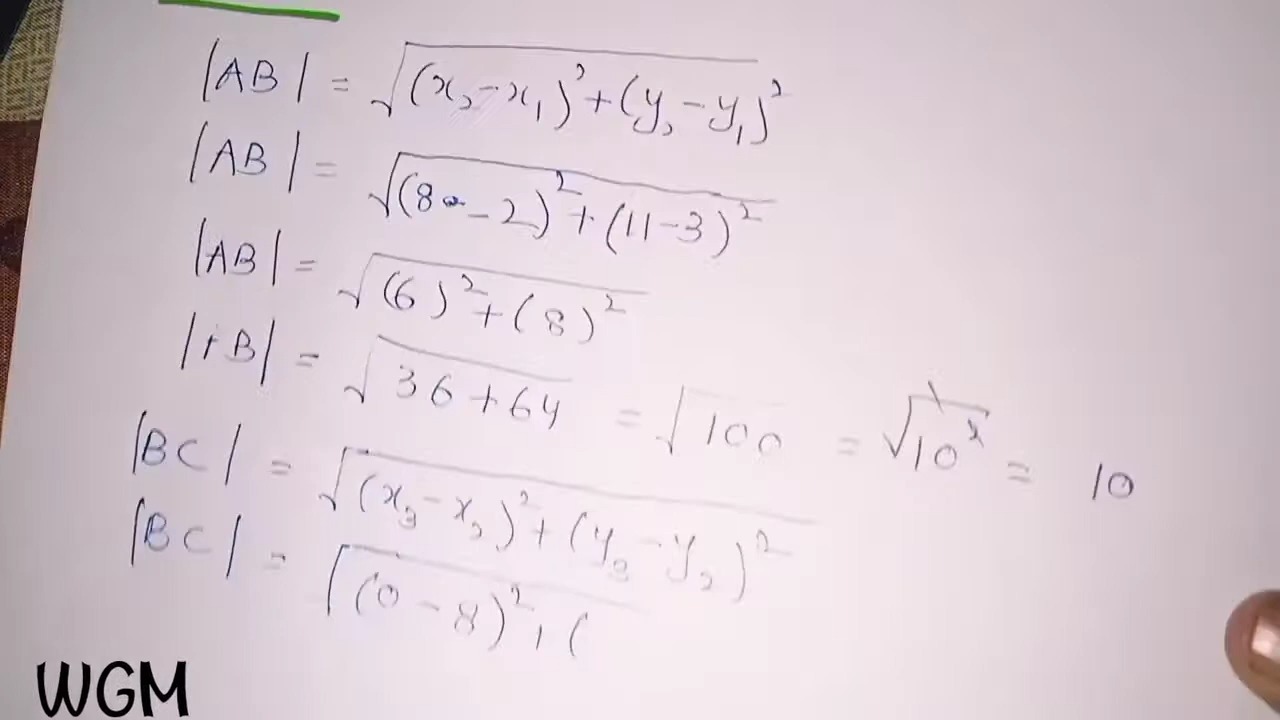 |AB| = √(x₂-x₁)²+(y₂-y₁)²
|AB| = √(8-2)²+(11-3)²
|AB| = √(6)²+(8)²
|AB| = √36+64 = √100 = √10² = 10
|BC| = √(x₃-x₂)²+(y₃-y₂)²
|BC| = √(0-8)²+(
WGM